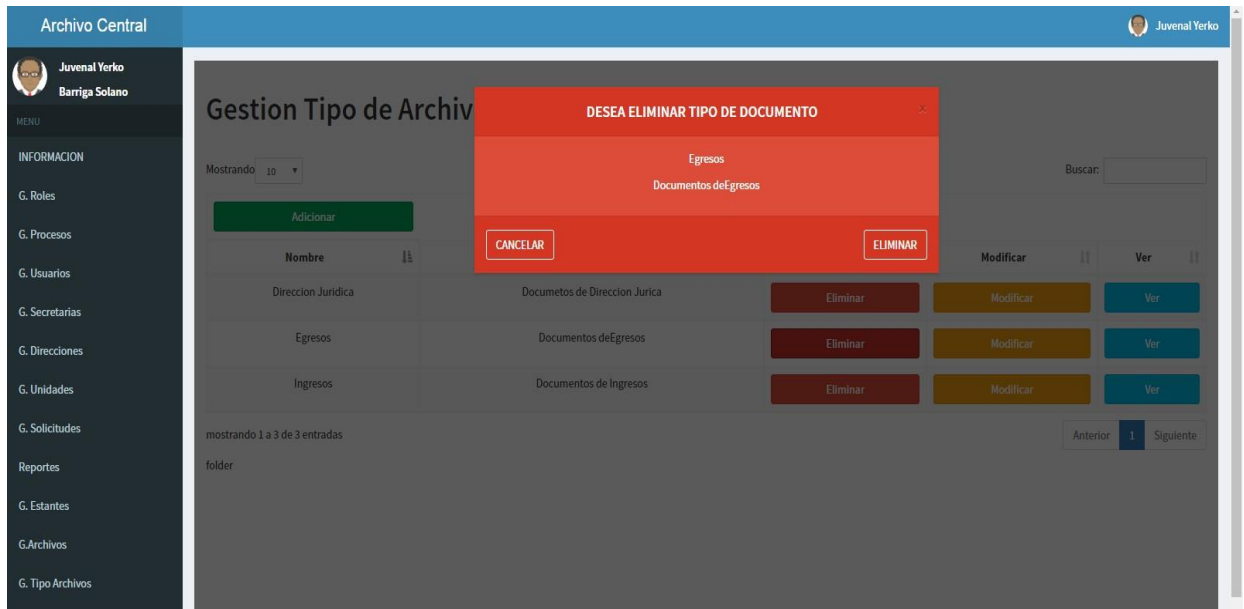 Archivo Central
Juvenal Yerko
Juvenal Yerko
Barriga Solano
MENU
INFORMACION
G. Roles
G. Procesos
G. Usuarios
G. Secretarias
G. Direcciones
G. Unidades
G. Solicitudes
Reportes
G. Estantes
G.Archivos
G. Tipo Archivos
Gestion Tipo de Archiv
DESEA ELIMINAR TIPO DE DOCUMENTO ×
Egresos
Documentos deEgresos
CANCELAR ELIMINAR
Mostrando 10 Buscar:
Adicionar
Nombre Modificar Ver
Direccion Juridica Documetos de Direccion Jurica Eliminar Modificar Ver
Egresos Documentos deEgresos Eliminar Modificar Ver
Ingresos Documentos de Ingresos Eliminar Modificar Ver
mostrando 1 a 3 de 3 entradas Anterior 1 Siguiente
folder